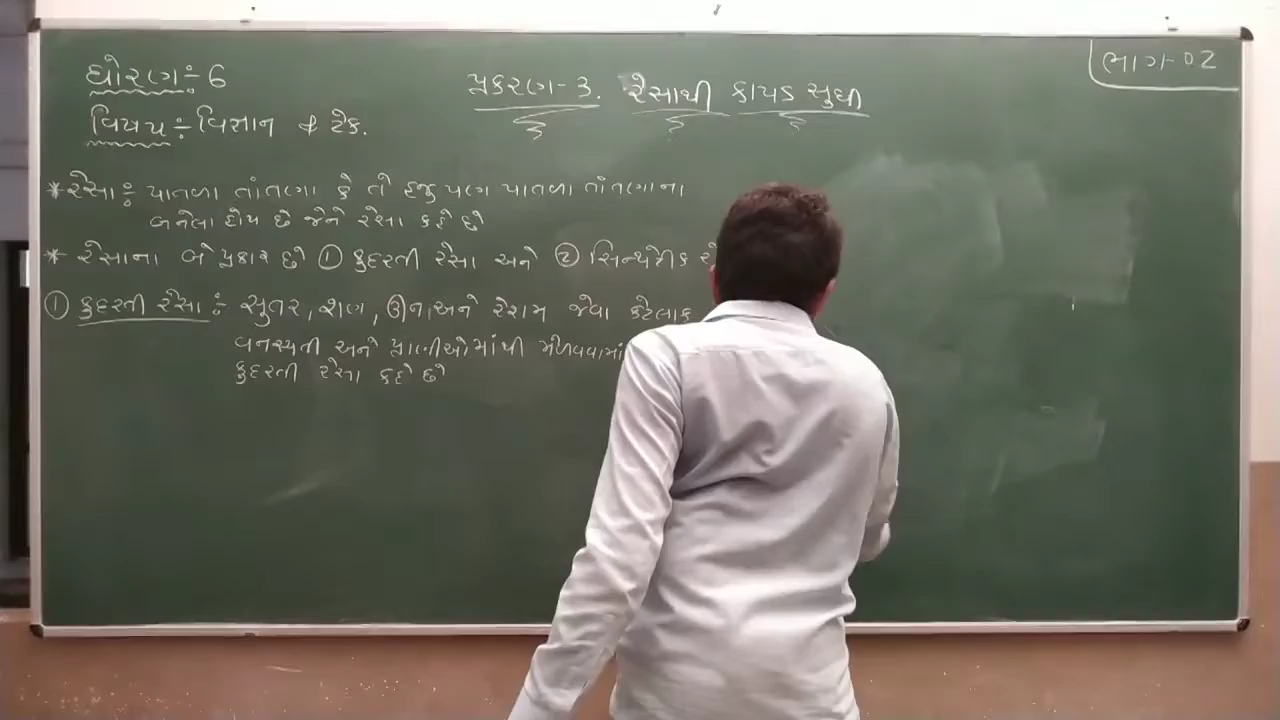 ધોરણ ÷ 6
પ્રકરણ - 3. રેસાથી કાપડ સુધી
ભાગ - 02
વિષય ÷ વિજ્ઞાન & ટેક.
* રેસા ÷ પાતળા તાંતણા કે તો હજુ પણ પાતળા તાંતણાના
બનેલા હોય છે જેને રેસા કહે છે
* રેસાના બે પ્રકાર છે ① કુદરતી રેસા અને ② સિન્થેટીક રે
① કુદરતી રેસા ÷ સુતર, શણ, ઊન, અને રેશમ જેવા કેટલાક
વનસ્પતી અને પ્રાણીઓમાંથી મેળવવામાં
કુદરતી રેસા કહે છે